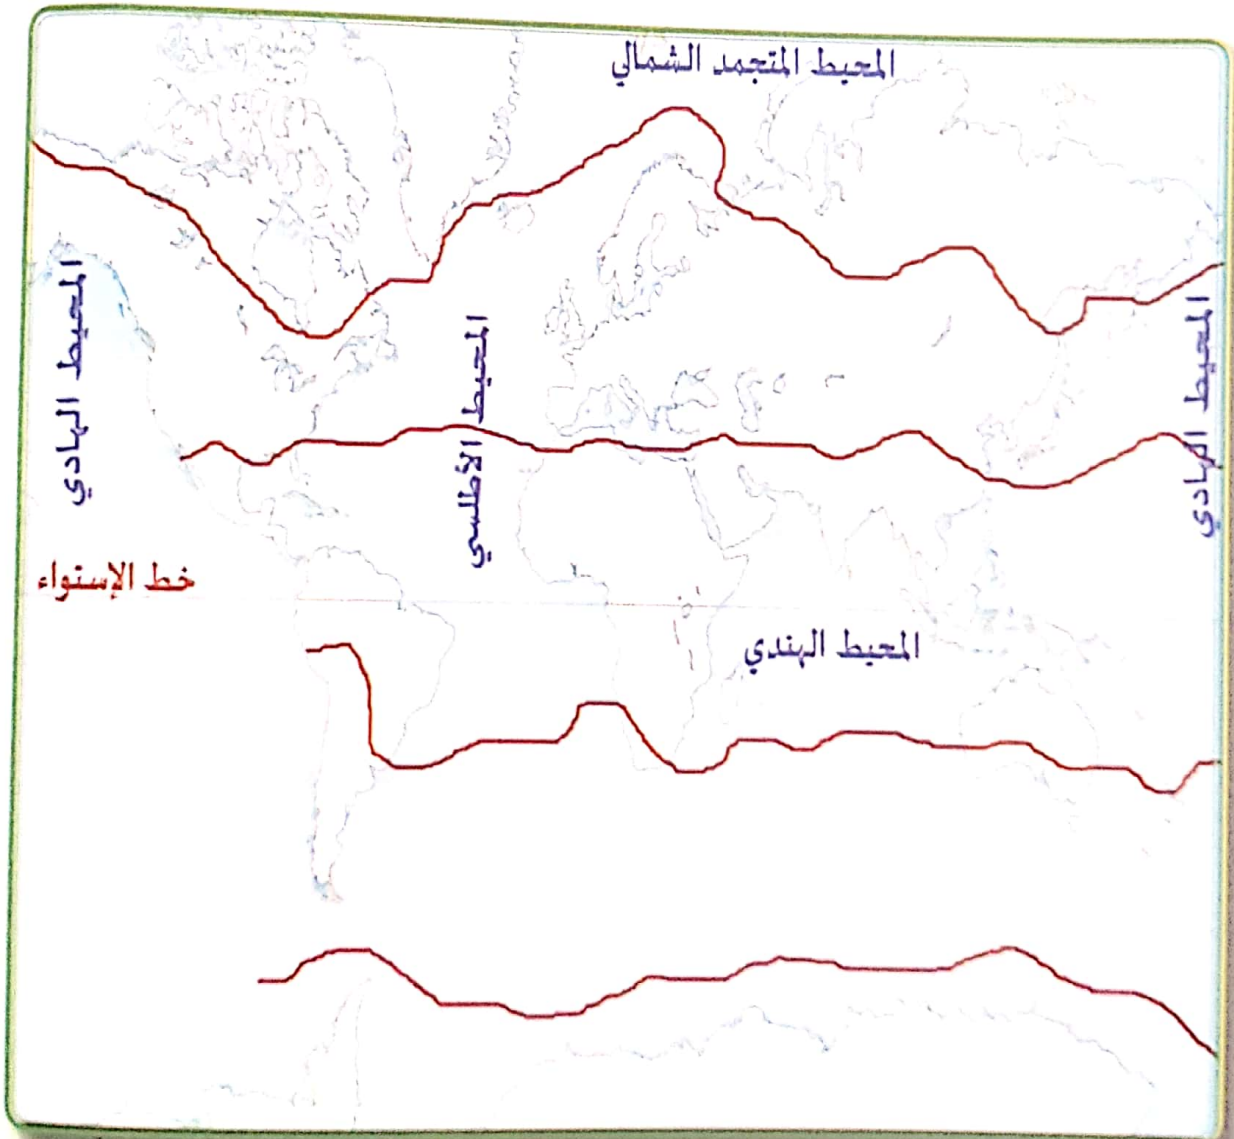 المحيط المتجمد الشمالي
المحيط الهادي
المحيط الأطلسي
المحيط الهادي
خط الإستواء
المحيط الهندي